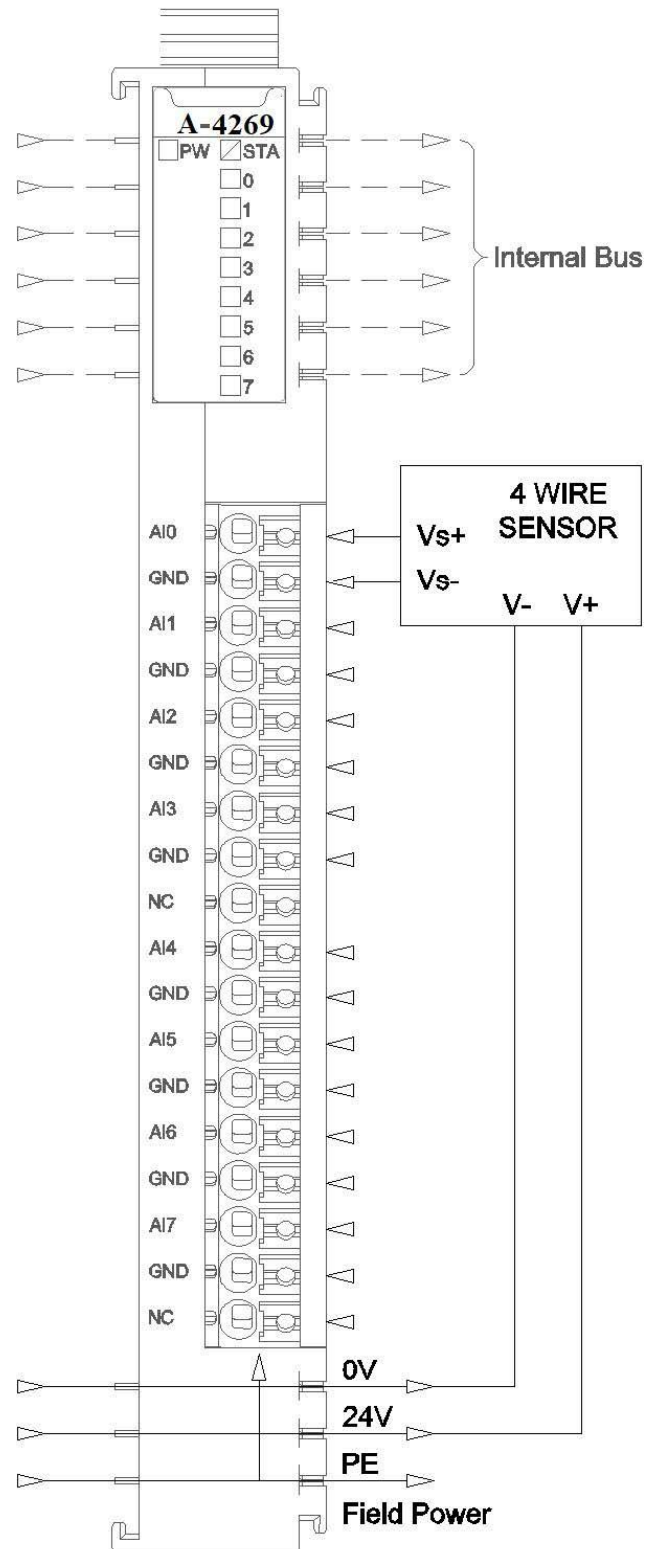 A-4269
PW STA
0
1
2
3
4
5
6
7
Internal Bus
4 WIRE
SENSOR
Vs+
Vs-
V- V+
AI0
GND
AI1
GND
AI2
GND
AI3
GND
NC
AI4
GND
AI5
GND
AI6
GND
AI7
GND
NC
0V
24V
PE
Field Power